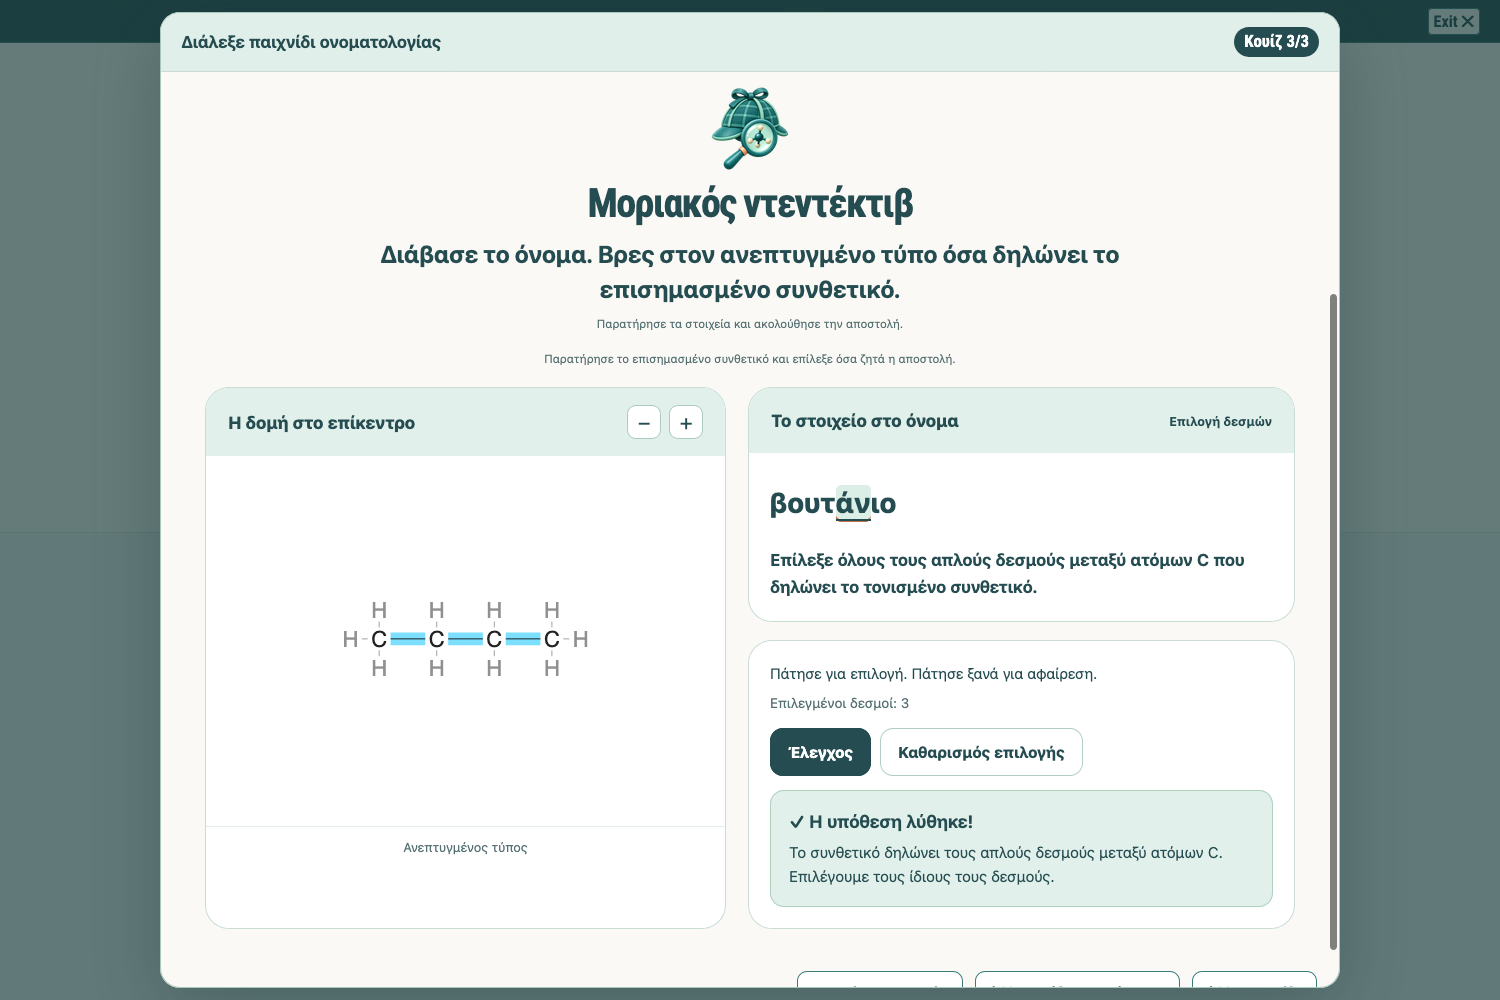 Exit ✕
Διάλεξε παιχνίδι ονοματολογίας
Κουίζ 3/3
Μοριακός ντεντέκτιβ
Διάβασε το όνομα. Βρες στον ανεπτυγμένο τύπο όσα δηλώνει το
επισημασμένο συνθετικό.
Παρατήρησε τα στοιχεία και ακολούθησε την αποστολή.
Παρατήρησε το επισημασμένο συνθετικό και επίλεξε όσα ζητά η αποστολή.
Η δομή στο επίκεντρο
− +
H H H H
H C C C C H
H H H H
Ανεπτυγμένος τύπος
Το στοιχείο στο όνομα
Επιλογή δεσμών
βουτάνιο
Επίλεξε όλους τους απλούς δεσμούς μεταξύ ατόμων C που
δηλώνει το τονισμένο συνθετικό.
Πάτησε για επιλογή. Πάτησε ξανά για αφαίρεση.
Επιλεγμένοι δεσμοί: 3
Έλεγχος
Καθαρισμός επιλογής
✓ Η υπόθεση λύθηκε!
Το συνθετικό δηλώνει τους απλούς δεσμούς μεταξύ ατόμων C.
Επιλέγουμε τους ίδιους τους δεσμούς.